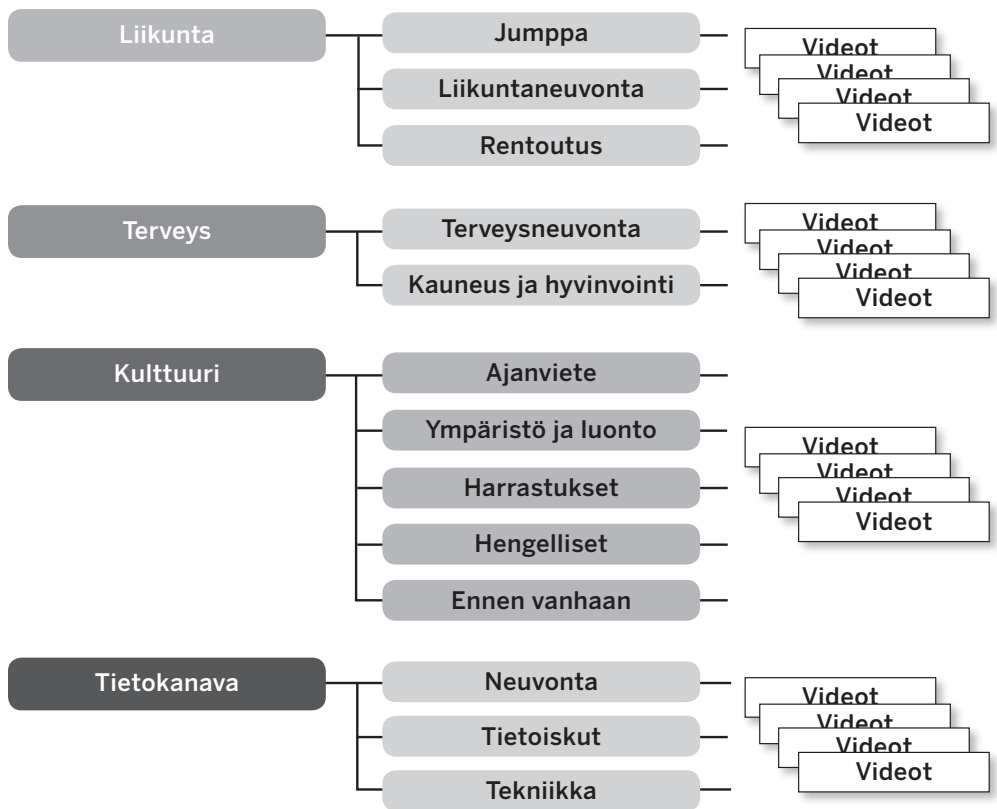 Liikunta
Jumppa
Liikuntaneuvonta
Rentoutus
Videot
Videot
Videot
Videot
Terveys
Terveysneuvonta
Kauneus ja hyvinvointi
Videot
Videot
Videot
Videot
Kulttuuri
Ajanviete
Ympäristö ja luonto
Harrastukset
Hengelliset
Ennen vanhaan
Videot
Videot
Videot
Videot
Tietokanava
Neuvonta
Tietoiskut
Tekniikka
Videot
Videot
Videot
Videot